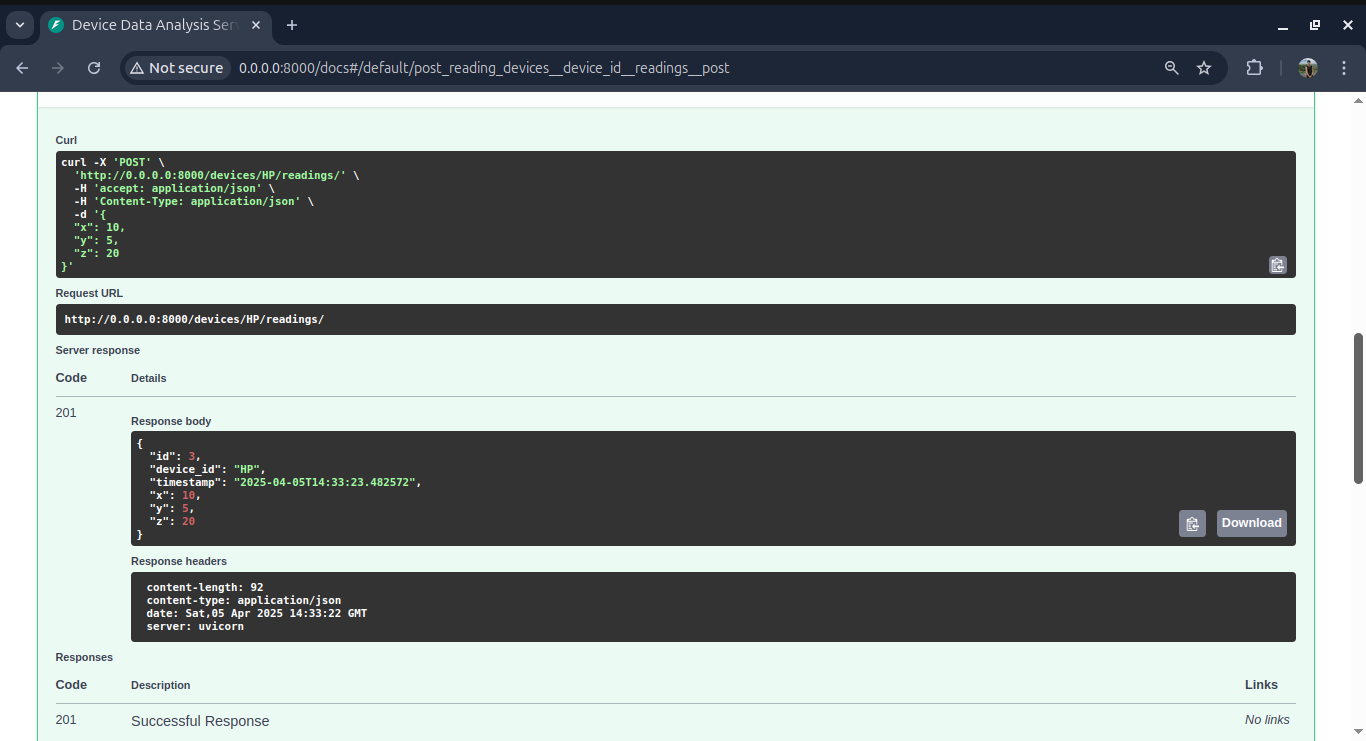 Device Data Analysis Ser
Not secure
0.0.0.0:8000/docs#/default/post_reading_devices__device_id__readings__post
Curl
curl -X 'POST' \
'http://0.0.0.0:8000/devices/HP/readings/' \
-H 'accept: application/json' \
-H 'Content-Type: application/json' \
-d '{
"x": 10,
"y": 5,
"z": 20
}'
Request URL
http://0.0.0.0:8000/devices/HP/readings/
Server response
Code Details
201
Response body
{
"id": 3,
"device_id": "HP",
"timestamp": "2025-04-05T14:33:23.482572",
"x": 10,
"y": 5,
"z": 20
}
Download
Response headers
content-length: 92
content-type: application/json
date: Sat,05 Apr 2025 14:33:22 GMT
server: uvicorn
Responses
Code Description Links
201 Successful Response No links